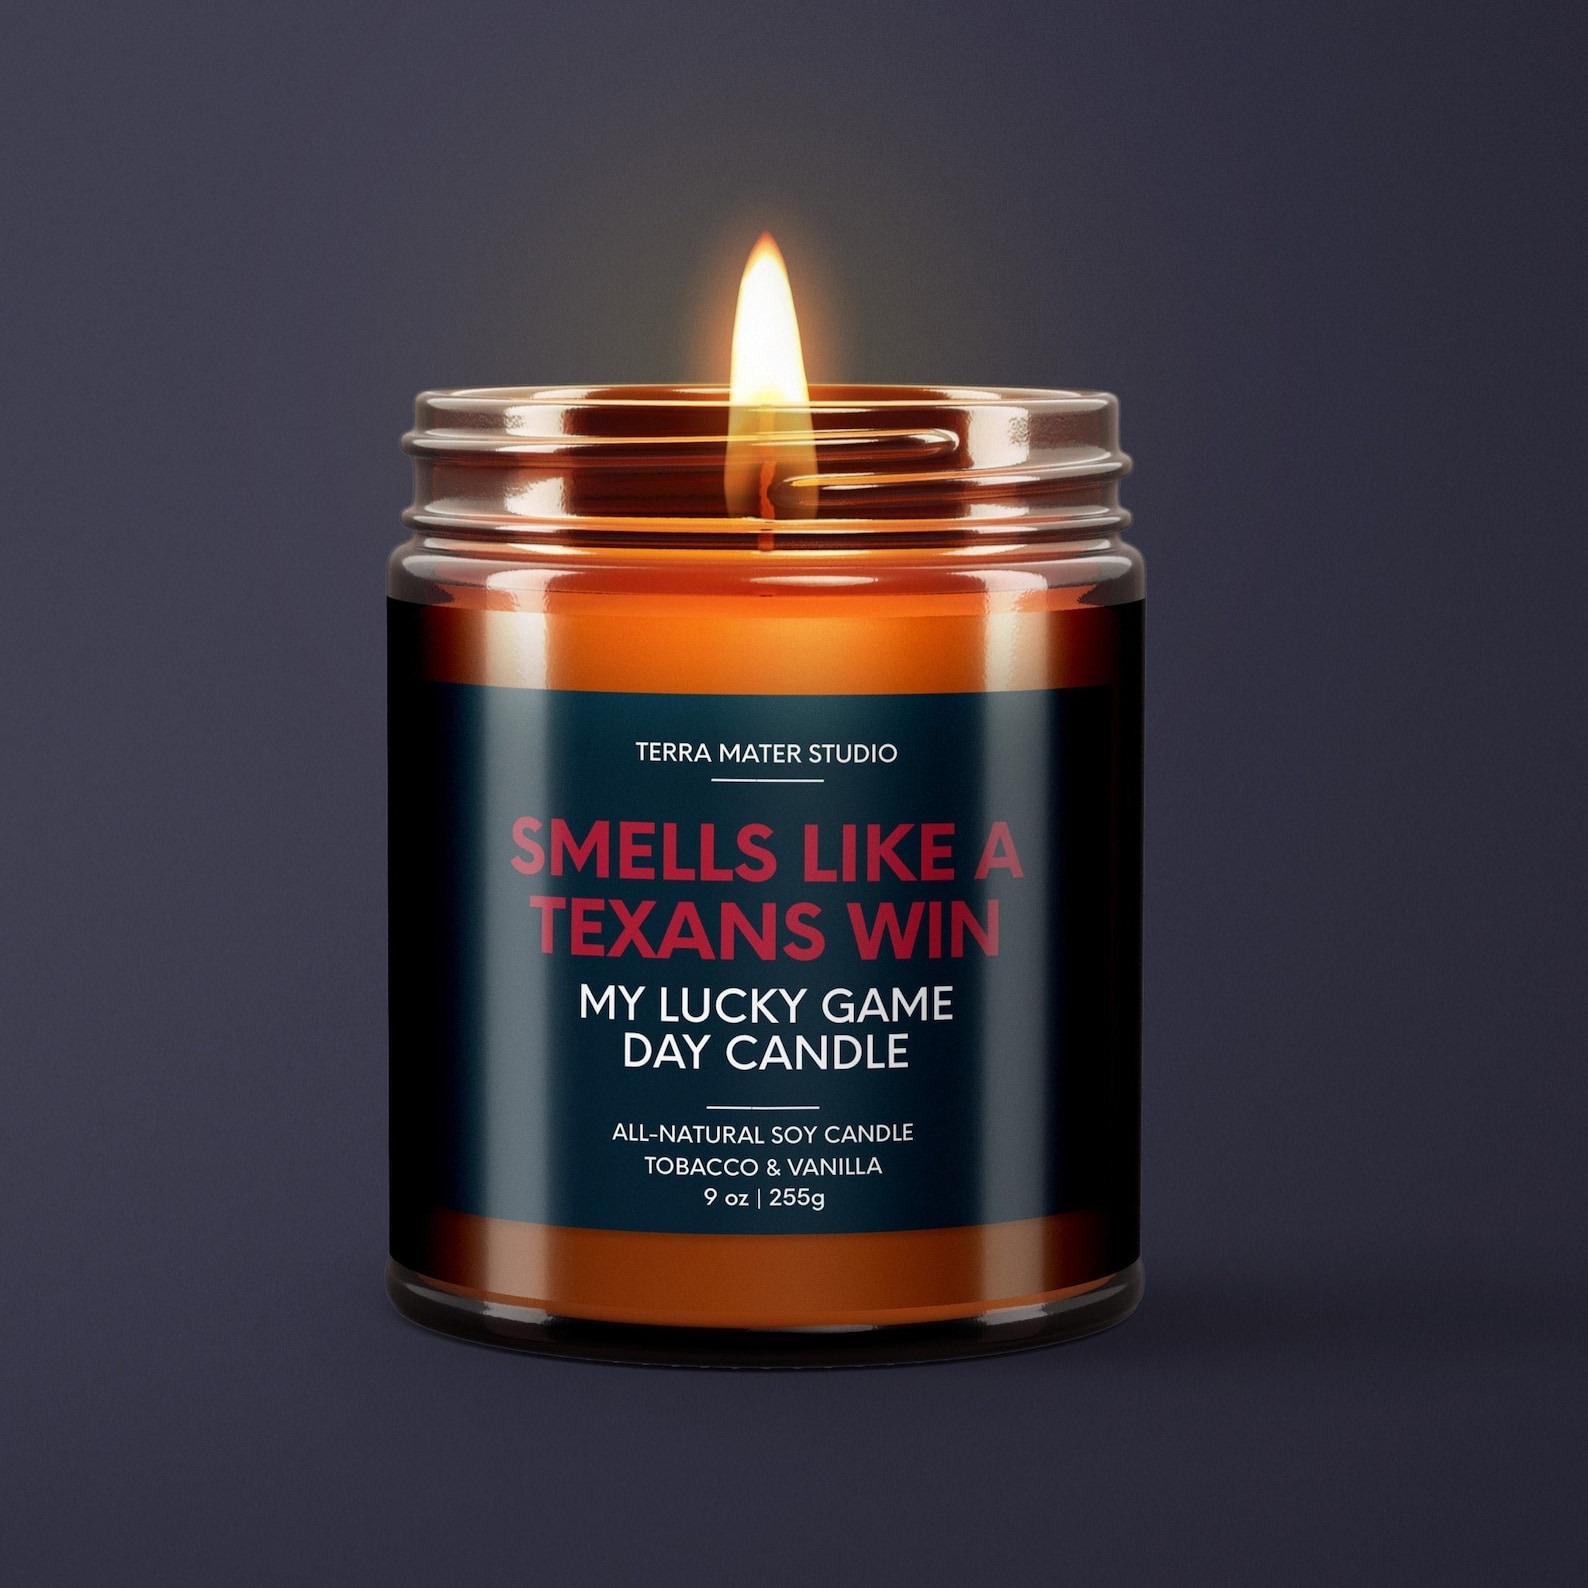 TERRA MATER STUDIO
SMELLS LIKE A
TEXANS WIN
MY LUCKY GAME
DAY CANDLE
ALL-NATURAL SOY CANDLE
TOBACCO & VANILLA
9 oz | 255g